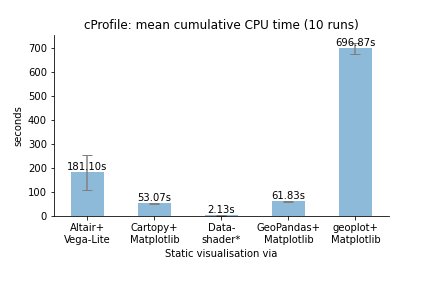 cProfile: mean cumulative CPU time (10 runs)
700
600
500
400
300
200
100
0
seconds
181.10s
53.07s
2.13s
61.83s
696.87s
Altair+
Vega-Lite
Cartopy+
Matplotlib
Data-
shader*
GeoPandas+
Matplotlib
geoplot+
Matplotlib
Static visualisation via